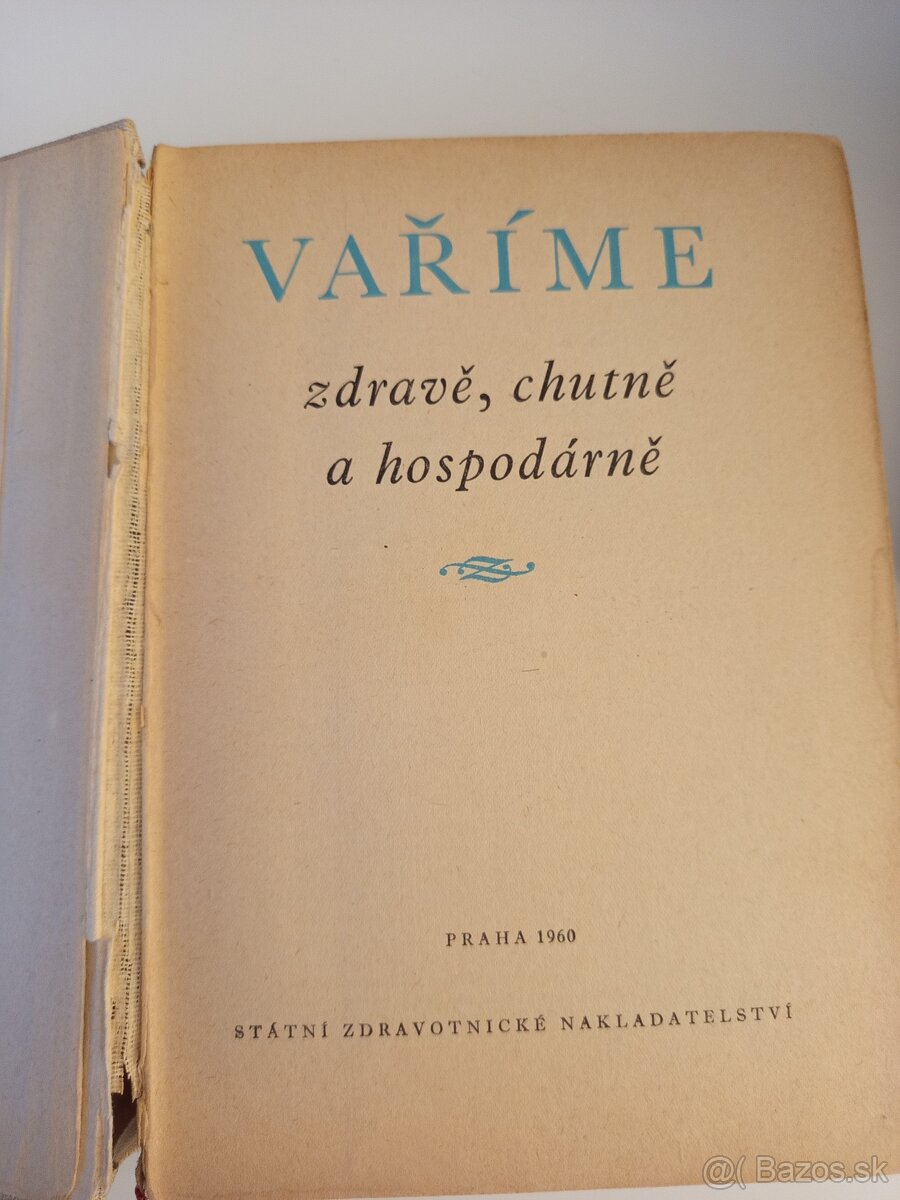 VAŘÍME
zdravě, chutně
a hospodárně
PRAHA 1960
STÁTNÍ ZDRAVOTNICKÉ NAKLADATELSTVÍ
@( Bazos.sk